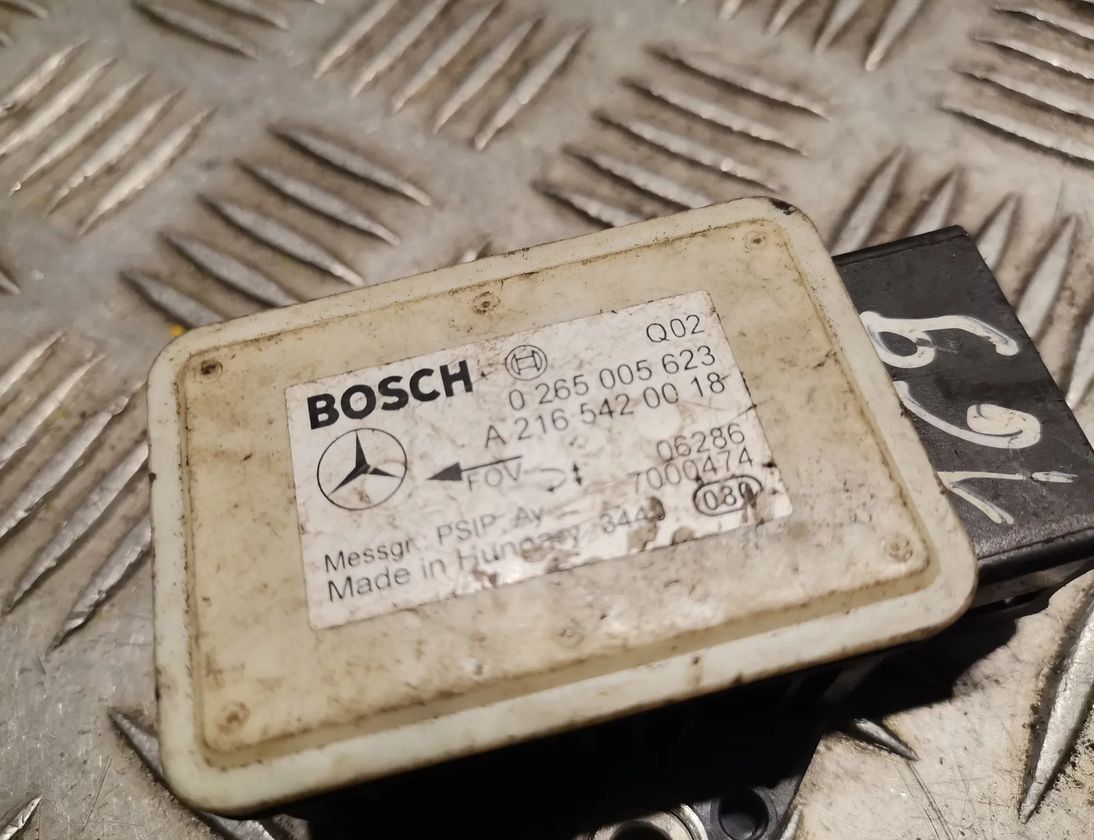 Q02
BOSCH
0 265 005 623
A 216 542 00 18
06286
FOV
7000474
080
Messgr. PSIP Ay
Made in Hungary